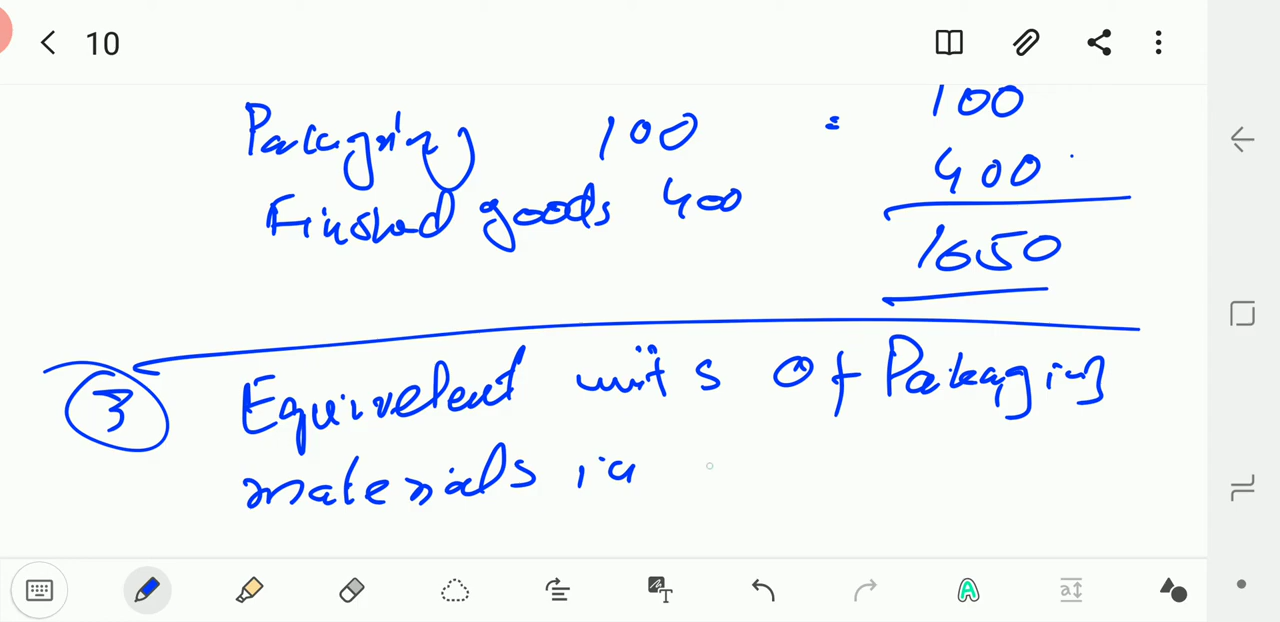 10
Packaging 100 = 100
Finished goods 400 400
1650
3 Equivalent units of Packaging
materials in